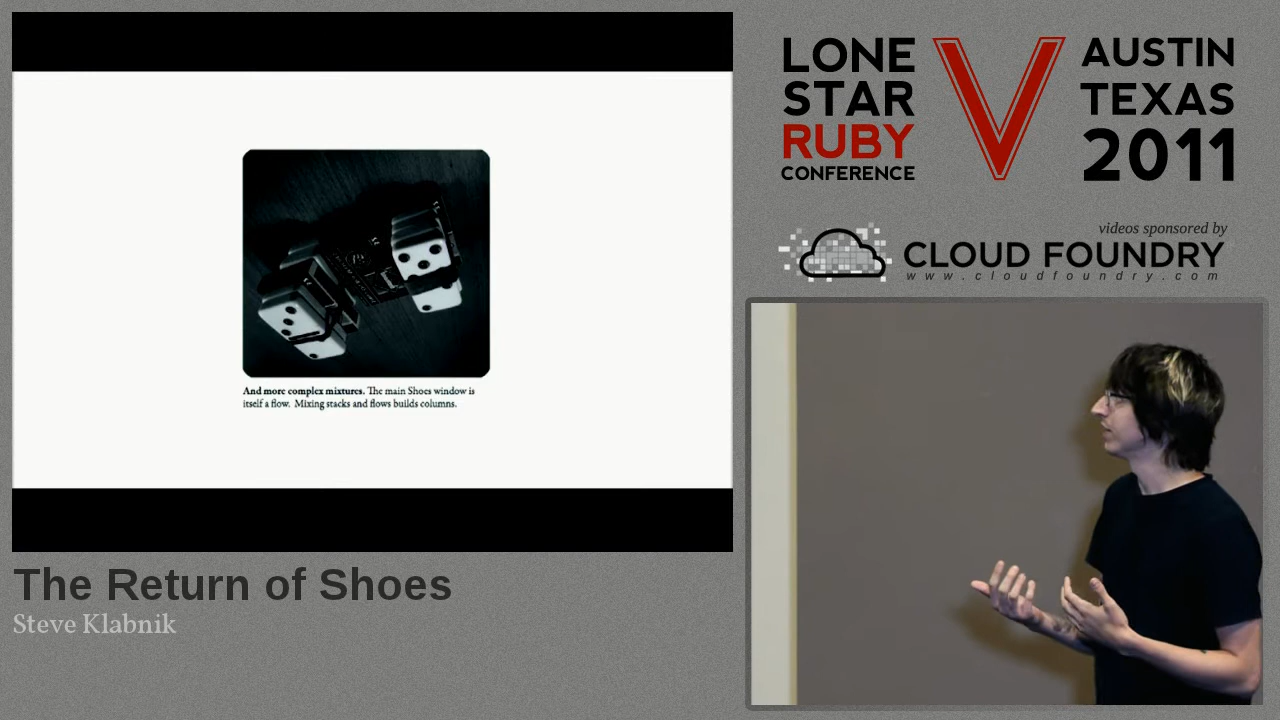 And more complex mixtures. The main Shoes window is
itself a flow. Mixing stacks and flows builds columns.
The Return of Shoes
Steve Klabnik
LONE
STAR
RUBY
CONFERENCE
V
AUSTIN
TEXAS
2011
videos sponsored by
CLOUD FOUNDRY
www.cloudfoundry.com